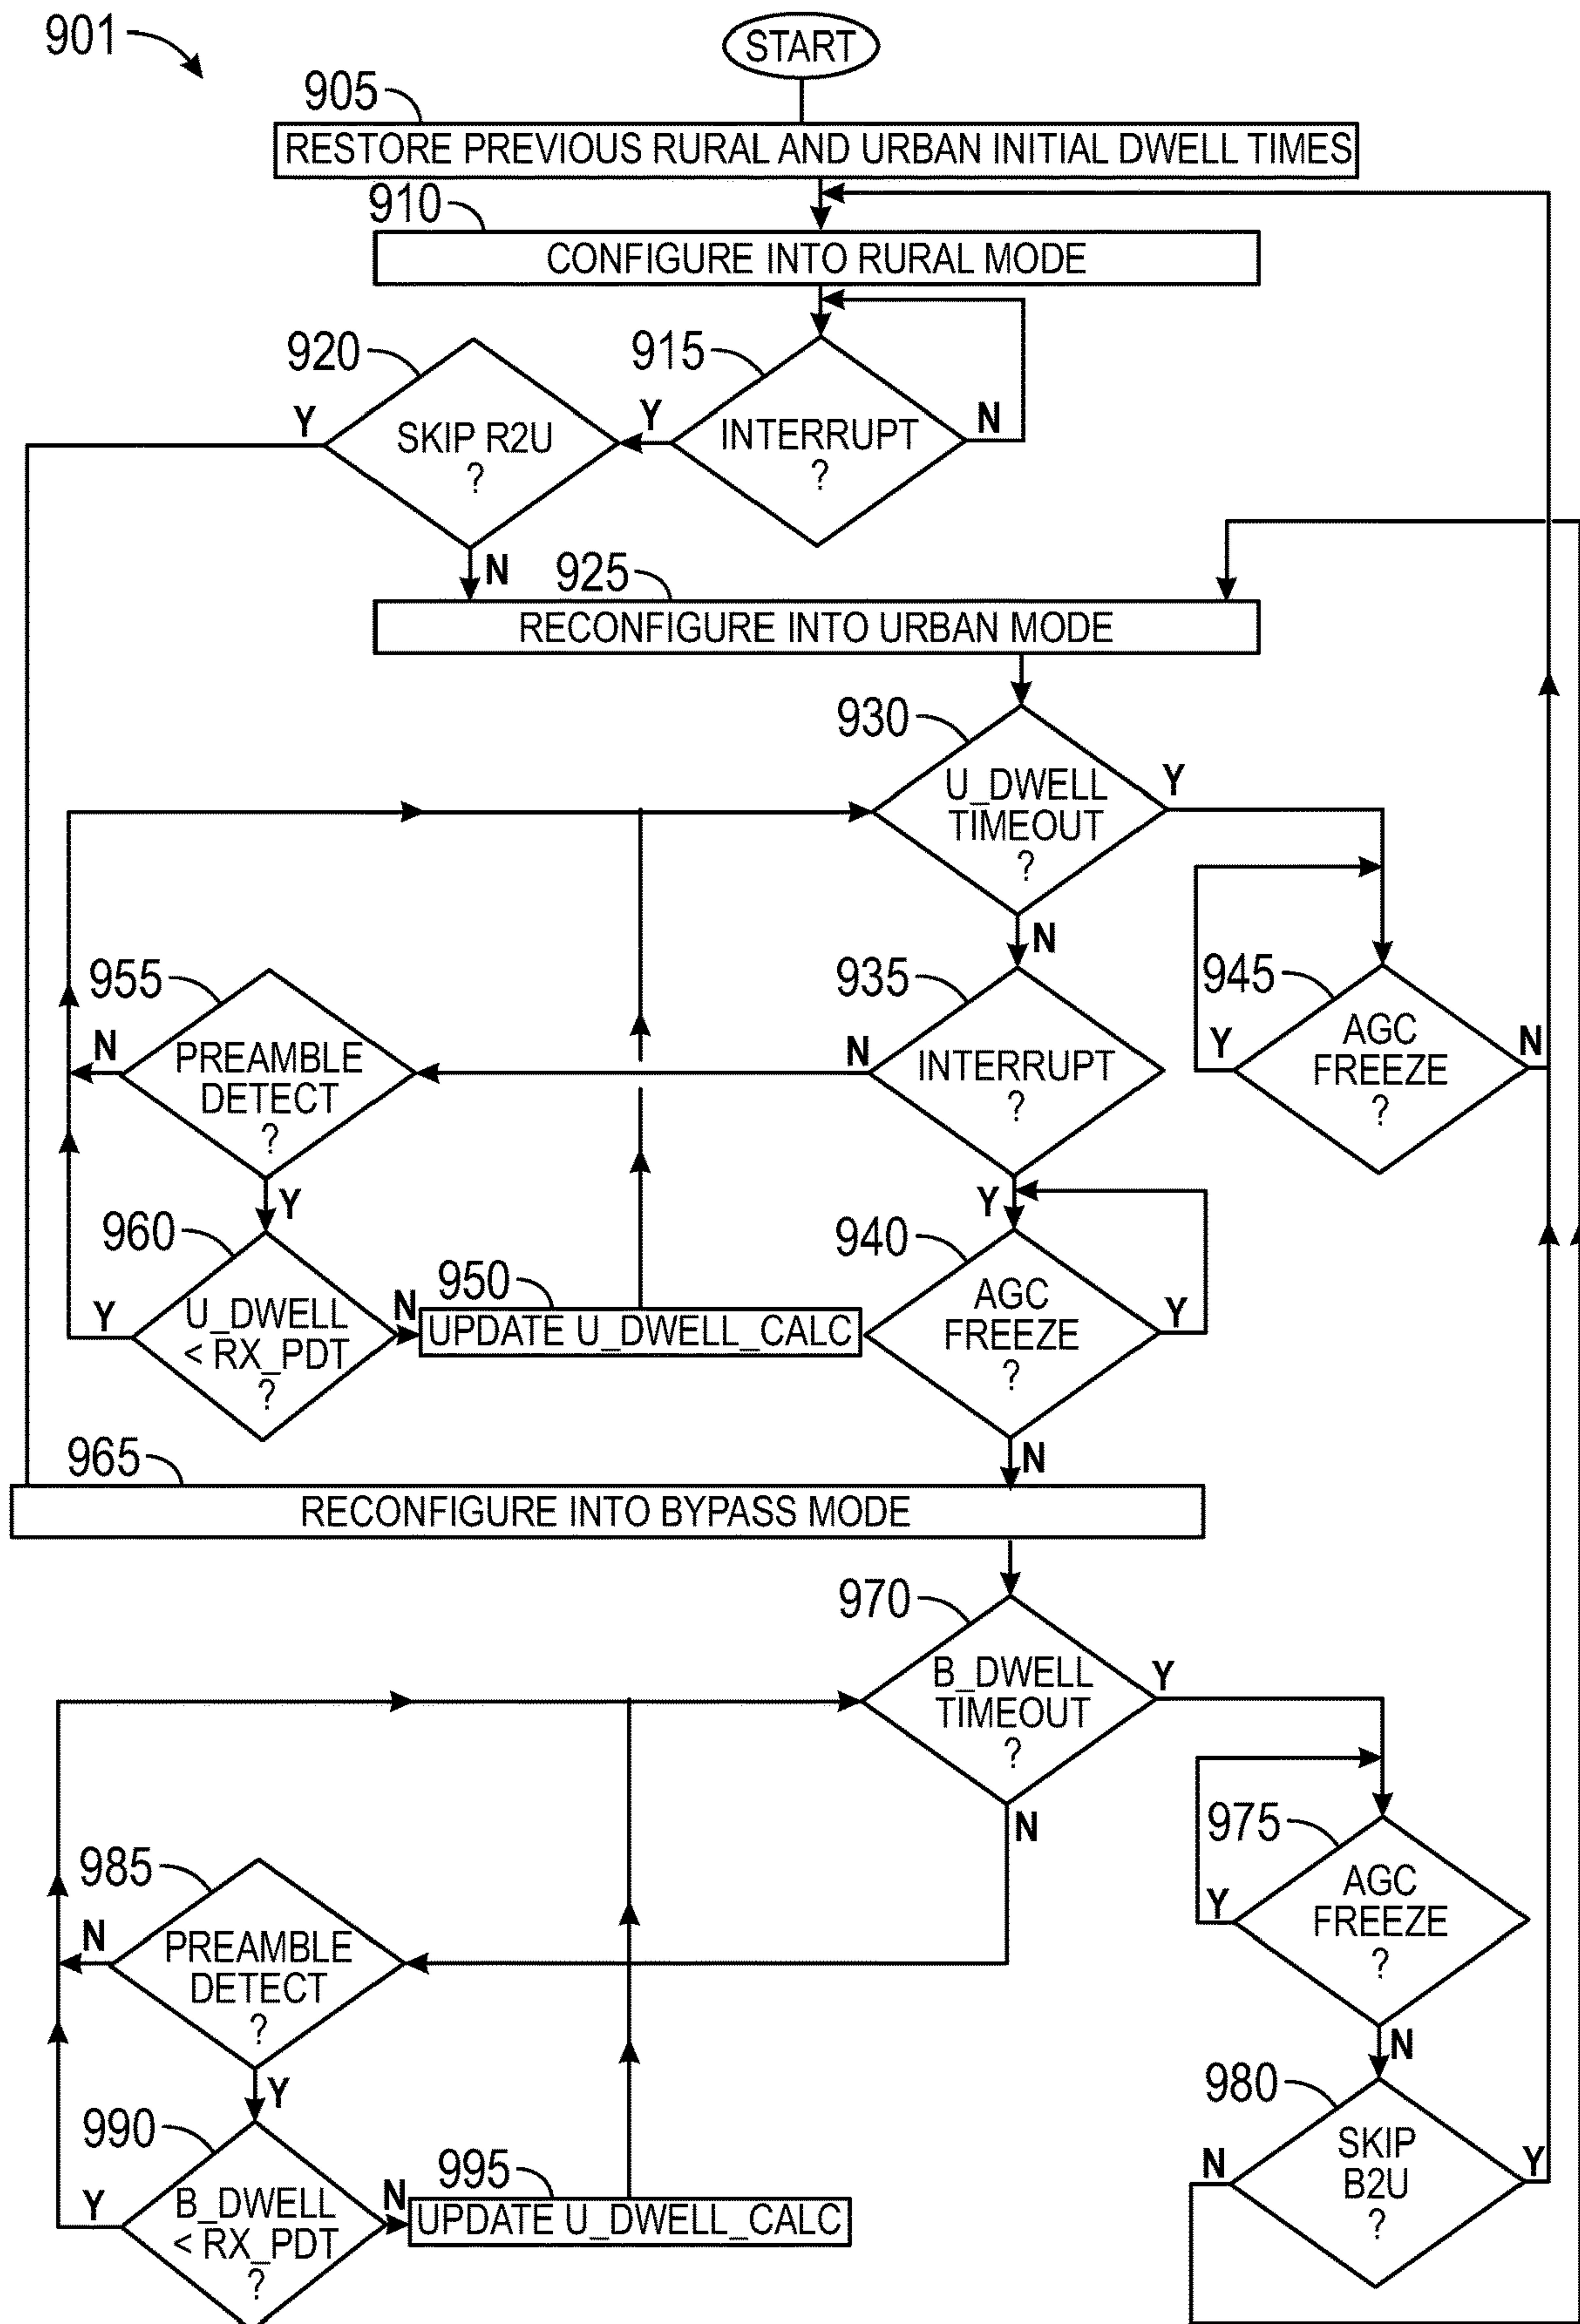 901
START
905
RESTORE PREVIOUS RURAL AND URBAN INITIAL DWELL TIMES
910
CONFIGURE INTO RURAL MODE
920
915
Y
SKIP R2U
?
Y
INTERRUPT
?
N
N
925
RECONFIGURE INTO URBAN MODE
930
U_DWELL
TIMEOUT
?
Y
N
955
935
945
N
PREAMBLE
DETECT
?
N
INTERRUPT
?
Y
AGC
FREEZE
?
N
Y
Y
960
940
950
Y
U_DWELL
< RX_PDT
?
N
UPDATE U_DWELL_CALC
AGC
FREEZE
?
Y
N
965
RECONFIGURE INTO BYPASS MODE
970
B_DWELL
TIMEOUT
?
Y
N
975
985
N
PREAMBLE
DETECT
?
Y
AGC
FREEZE
?
Y
N
980
990
995
Y
B_DWELL
< RX_PDT
?
N
UPDATE U_DWELL_CALC
N
SKIP
B2U
?
Y